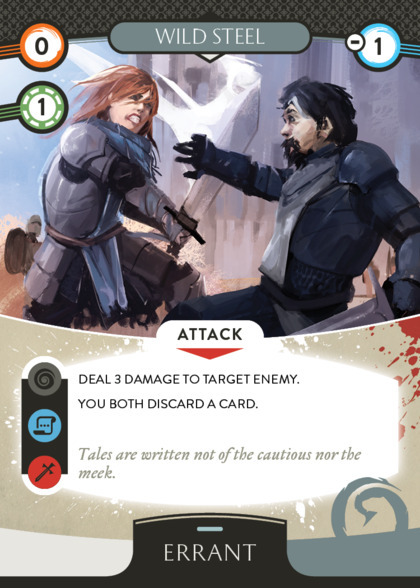 WILD STEEL
0
-1
1
ATTACK
DEAL 3 DAMAGE TO TARGET ENEMY.
YOU BOTH DISCARD A CARD.
Tales are written not of the cautious nor the
meek.
ERRANT